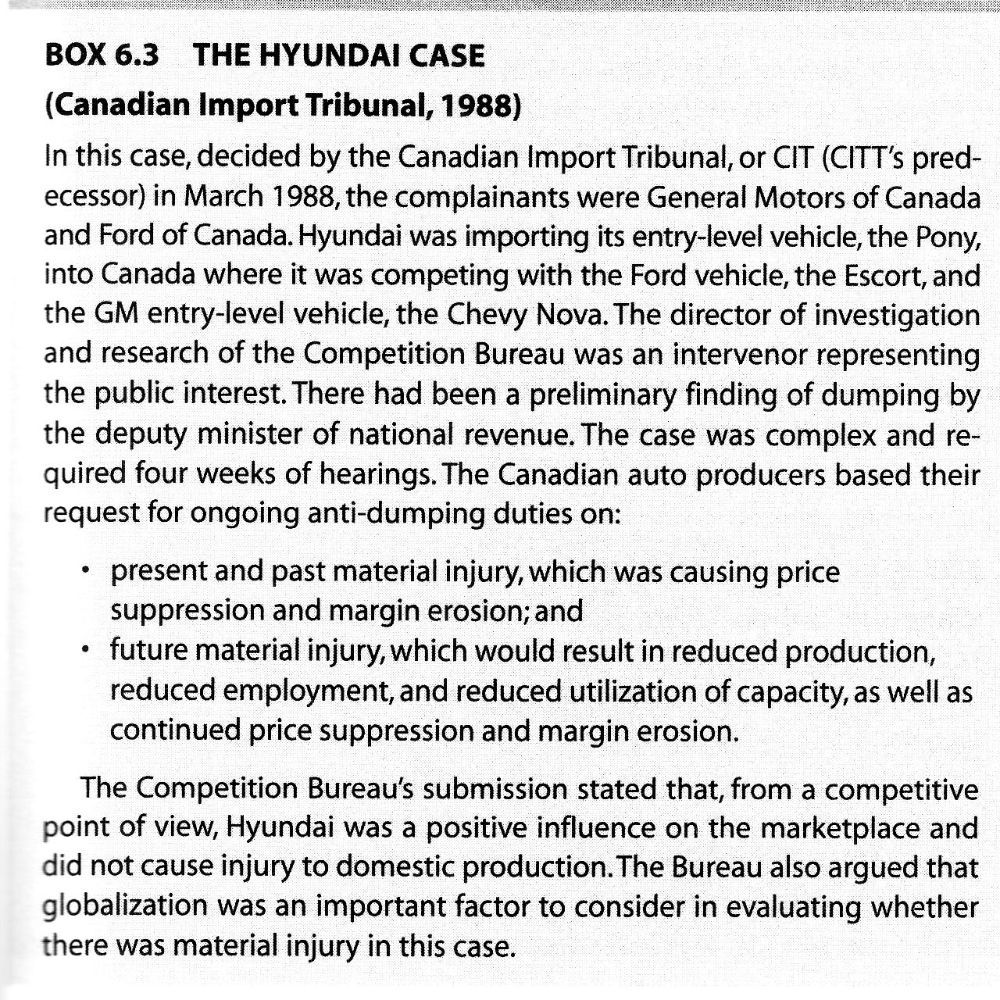 BOX 6.3 THE HYUNDAI CASE
(Canadian Import Tribunal, 1988)
In this case, decided by the Canadian Import Tribunal, or CIT (CITT's pred-
ecessor) in March 1988, the complainants were General Motors of Canada
and Ford of Canada. Hyundai was importing its entry-level vehicle, the Pony,
into Canada where it was competing with the Ford vehicle, the Escort, and
the GM entry-level vehicle, the Chevy Nova. The director of investigation
and research of the Competition Bureau was an intervenor representing
the public interest. There had been a preliminary finding of dumping by
the deputy minister of national revenue. The case was complex and re-
quired four weeks of hearings. The Canadian auto producers based their
request for ongoing anti-dumping duties on:
• present and past material injury, which was causing price
suppression and margin erosion; and
• future material injury, which would result in reduced production,
reduced employment, and reduced utilization of capacity, as well as
continued price suppression and margin erosion.
The Competition Bureau's submission stated that, from a competitive
point of view, Hyundai was a positive influence on the marketplace and
did not cause injury to domestic production. The Bureau also argued that
globalization was an important factor to consider in evaluating whether
there was material injury in this case.